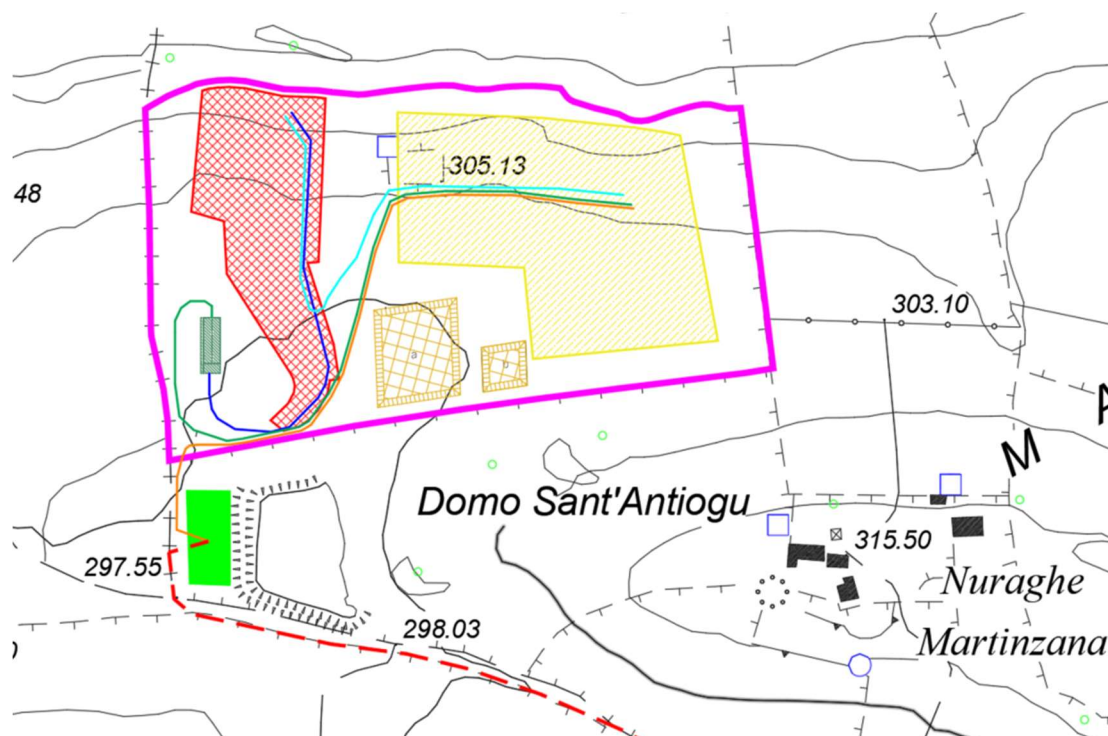 305.13
48
303.10
a
M
Domo Sant'Antiogu
315.50
297.55
Nuraghe
298.03
Martinzana